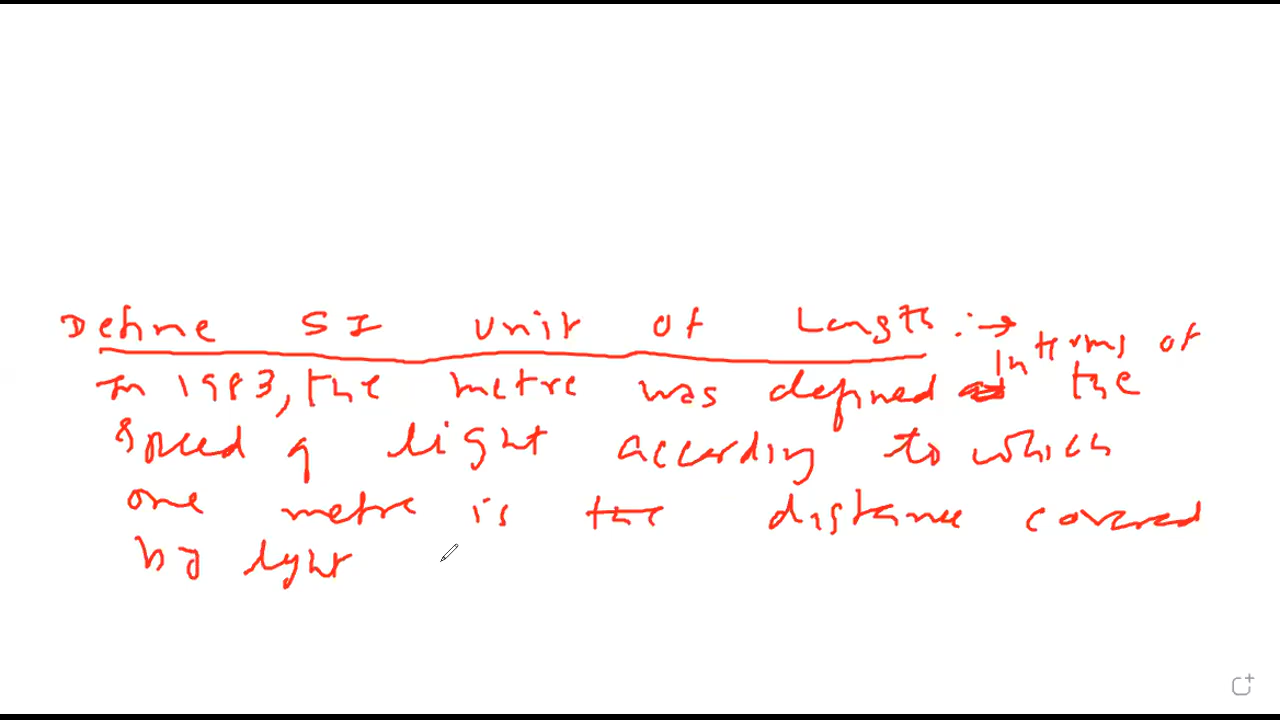 Define SI unit of Length :→
In 1983, the metre was defined in terms of the
speed of light according to which
one metre is the distance covered
by light